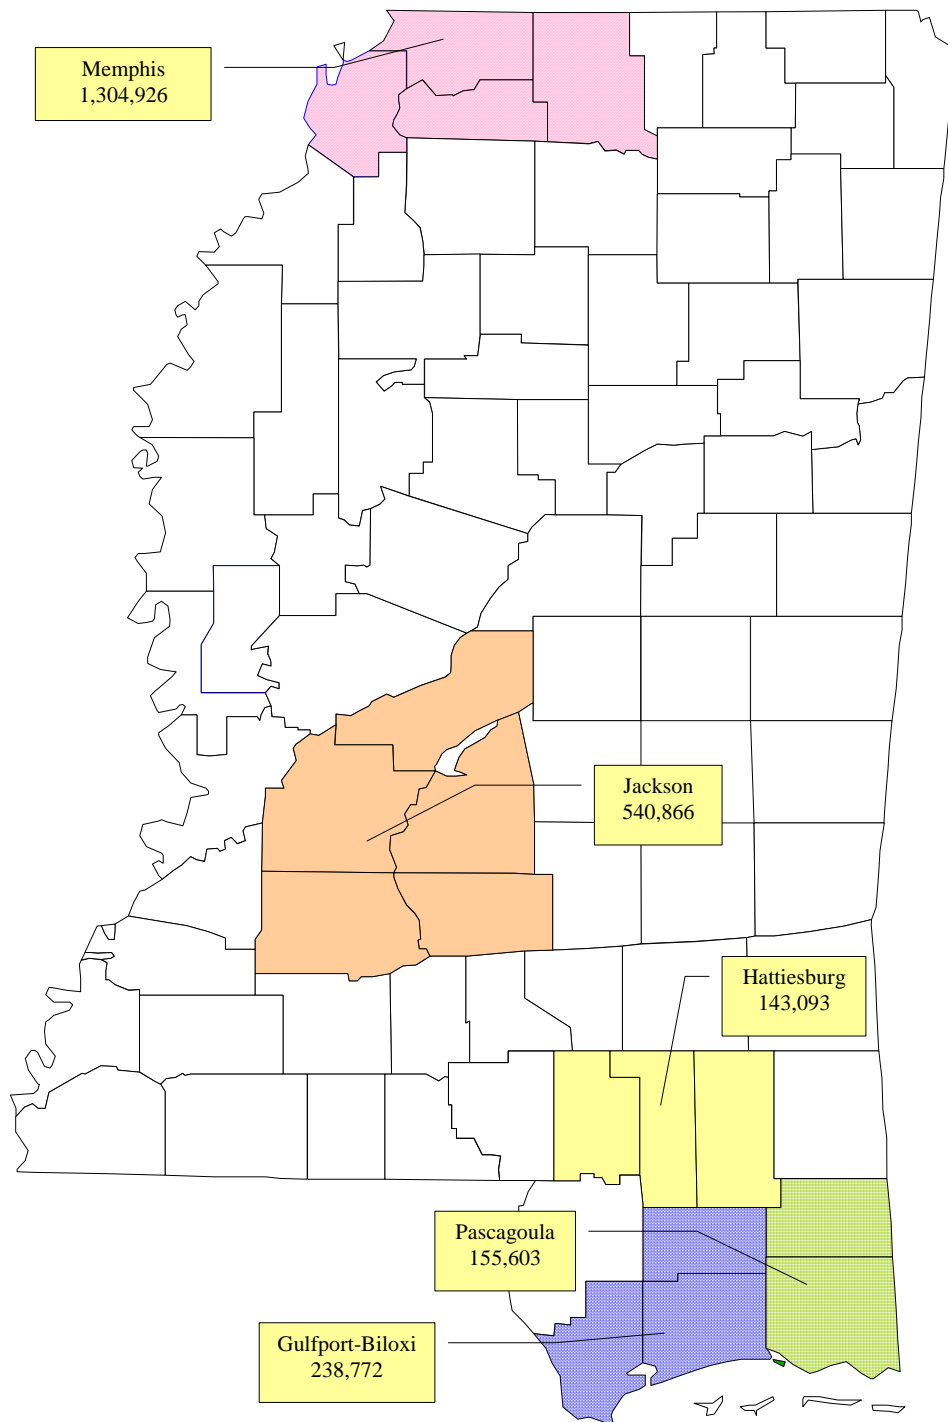 Memphis
1,304,926
Jackson
540,866
Hattiesburg
143,093
Pascagoula
155,603
Gulfport-Biloxi
238,772